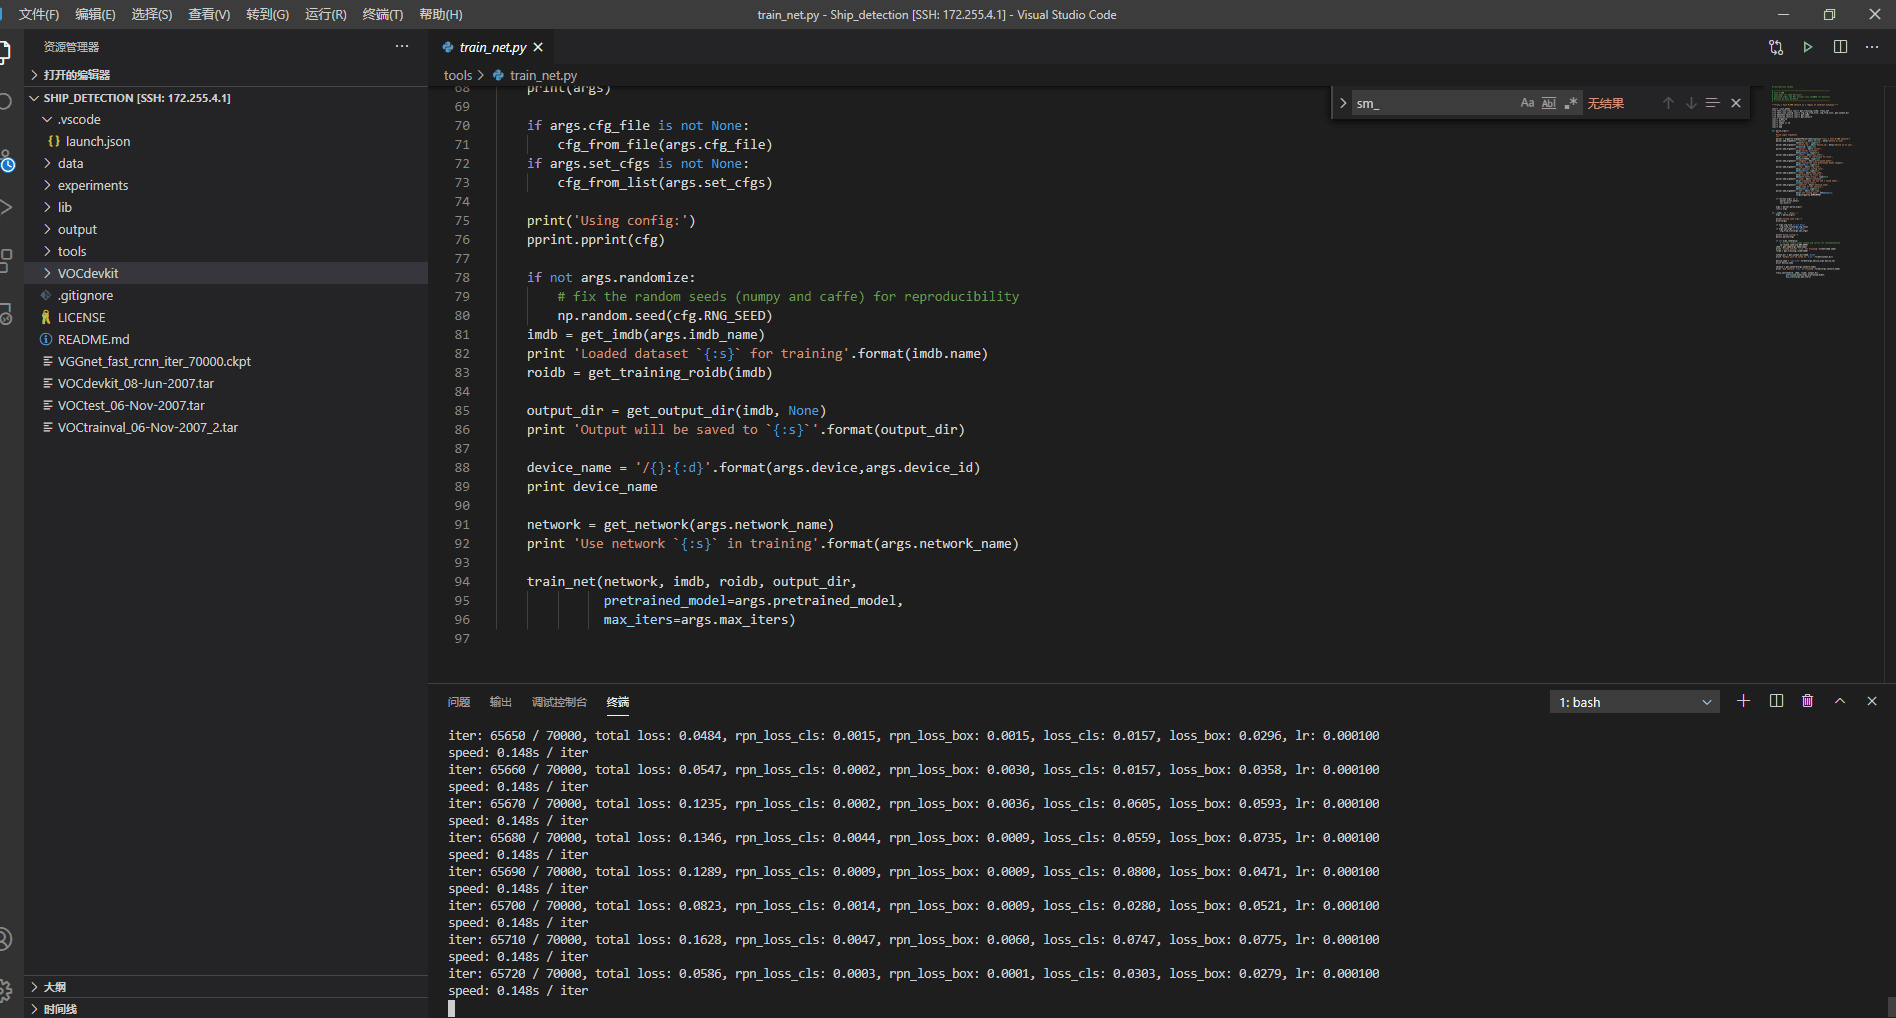 文件(F) 编辑(E) 选择(S) 查看(V) 转到(G) 运行(R) 终端(T) 帮助(H)
train_net.py - Ship_detection [SSH: 172.255.4.1] - Visual Studio Code
资源管理器
打开的编辑器
SHIP_DETECTION [SSH: 172.255.4.1]
.vscode
{} launch.json
data
experiments
lib
output
tools
VOCdevkit
.gitignore
LICENSE
README.md
VGGnet_fast_rcnn_iter_70000.ckpt
VOCdevkit_08-Jun-2007.tar
VOCtest_06-Nov-2007.tar
VOCtrainval_06-Nov-2007_2.tar
大纲
时间线
train_net.py
tools > train_net.py
sm_ Aa Abl .* 无结果
68 print(args)
69
70 if args.cfg_file is not None:
71 cfg_from_file(args.cfg_file)
72 if args.set_cfgs is not None:
73 cfg_from_list(args.set_cfgs)
74
75 print('Using config:')
76 pprint.pprint(cfg)
77
78 if not args.randomize:
79 # fix the random seeds (numpy and caffe) for reproducibility
80 np.random.seed(cfg.RNG_SEED)
81 imdb = get_imdb(args.imdb_name)
82 print 'Loaded dataset `{:s}` for training'.format(imdb.name)
83 roidb = get_training_roidb(imdb)
84
85 output_dir = get_output_dir(imdb, None)
86 print 'Output will be saved to `{:s}`'.format(output_dir)
87
88 device_name = '/{}:{:d}'.format(args.device,args.device_id)
89 print device_name
90
91 network = get_network(args.network_name)
92 print 'Use network `{:s}` in training'.format(args.network_name)
93
94 train_net(network, imdb, roidb, output_dir,
95 pretrained_model=args.pretrained_model,
96 max_iters=args.max_iters)
97
问题 输出 调试控制台 终端
1: bash
iter: 65650 / 70000, total loss: 0.0484, rpn_loss_cls: 0.0015, rpn_loss_box: 0.0015, loss_cls: 0.0157, loss_box: 0.0296, lr: 0.000100
speed: 0.148s / iter
iter: 65660 / 70000, total loss: 0.0547, rpn_loss_cls: 0.0002, rpn_loss_box: 0.0030, loss_cls: 0.0157, loss_box: 0.0358, lr: 0.000100
speed: 0.148s / iter
iter: 65670 / 70000, total loss: 0.1235, rpn_loss_cls: 0.0002, rpn_loss_box: 0.0036, loss_cls: 0.0605, loss_box: 0.0593, lr: 0.000100
speed: 0.148s / iter
iter: 65680 / 70000, total loss: 0.1346, rpn_loss_cls: 0.0044, rpn_loss_box: 0.0009, loss_cls: 0.0559, loss_box: 0.0735, lr: 0.000100
speed: 0.148s / iter
iter: 65690 / 70000, total loss: 0.1289, rpn_loss_cls: 0.0009, rpn_loss_box: 0.0009, loss_cls: 0.0800, loss_box: 0.0471, lr: 0.000100
speed: 0.148s / iter
iter: 65700 / 70000, total loss: 0.0823, rpn_loss_cls: 0.0014, rpn_loss_box: 0.0009, loss_cls: 0.0280, loss_box: 0.0521, lr: 0.000100
speed: 0.148s / iter
iter: 65710 / 70000, total loss: 0.1628, rpn_loss_cls: 0.0047, rpn_loss_box: 0.0060, loss_cls: 0.0747, loss_box: 0.0775, lr: 0.000100
speed: 0.148s / iter
iter: 65720 / 70000, total loss: 0.0586, rpn_loss_cls: 0.0003, rpn_loss_box: 0.0001, loss_cls: 0.0303, loss_box: 0.0279, lr: 0.000100
speed: 0.148s / iter